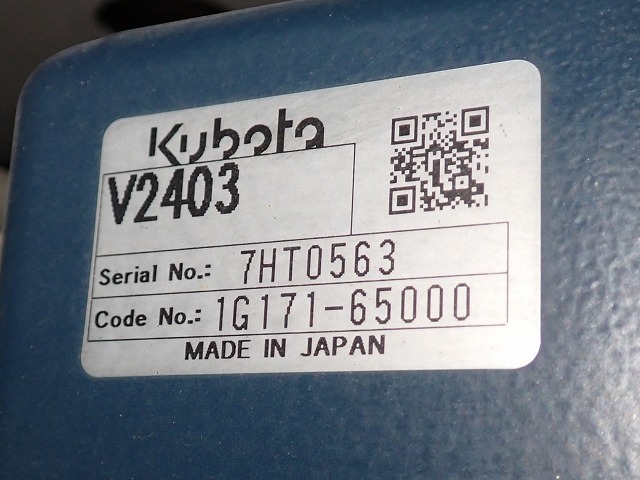 Kubota
V2403
Serial No.: 7HT0563
Code No.: 1G171-65000
MADE IN JAPAN